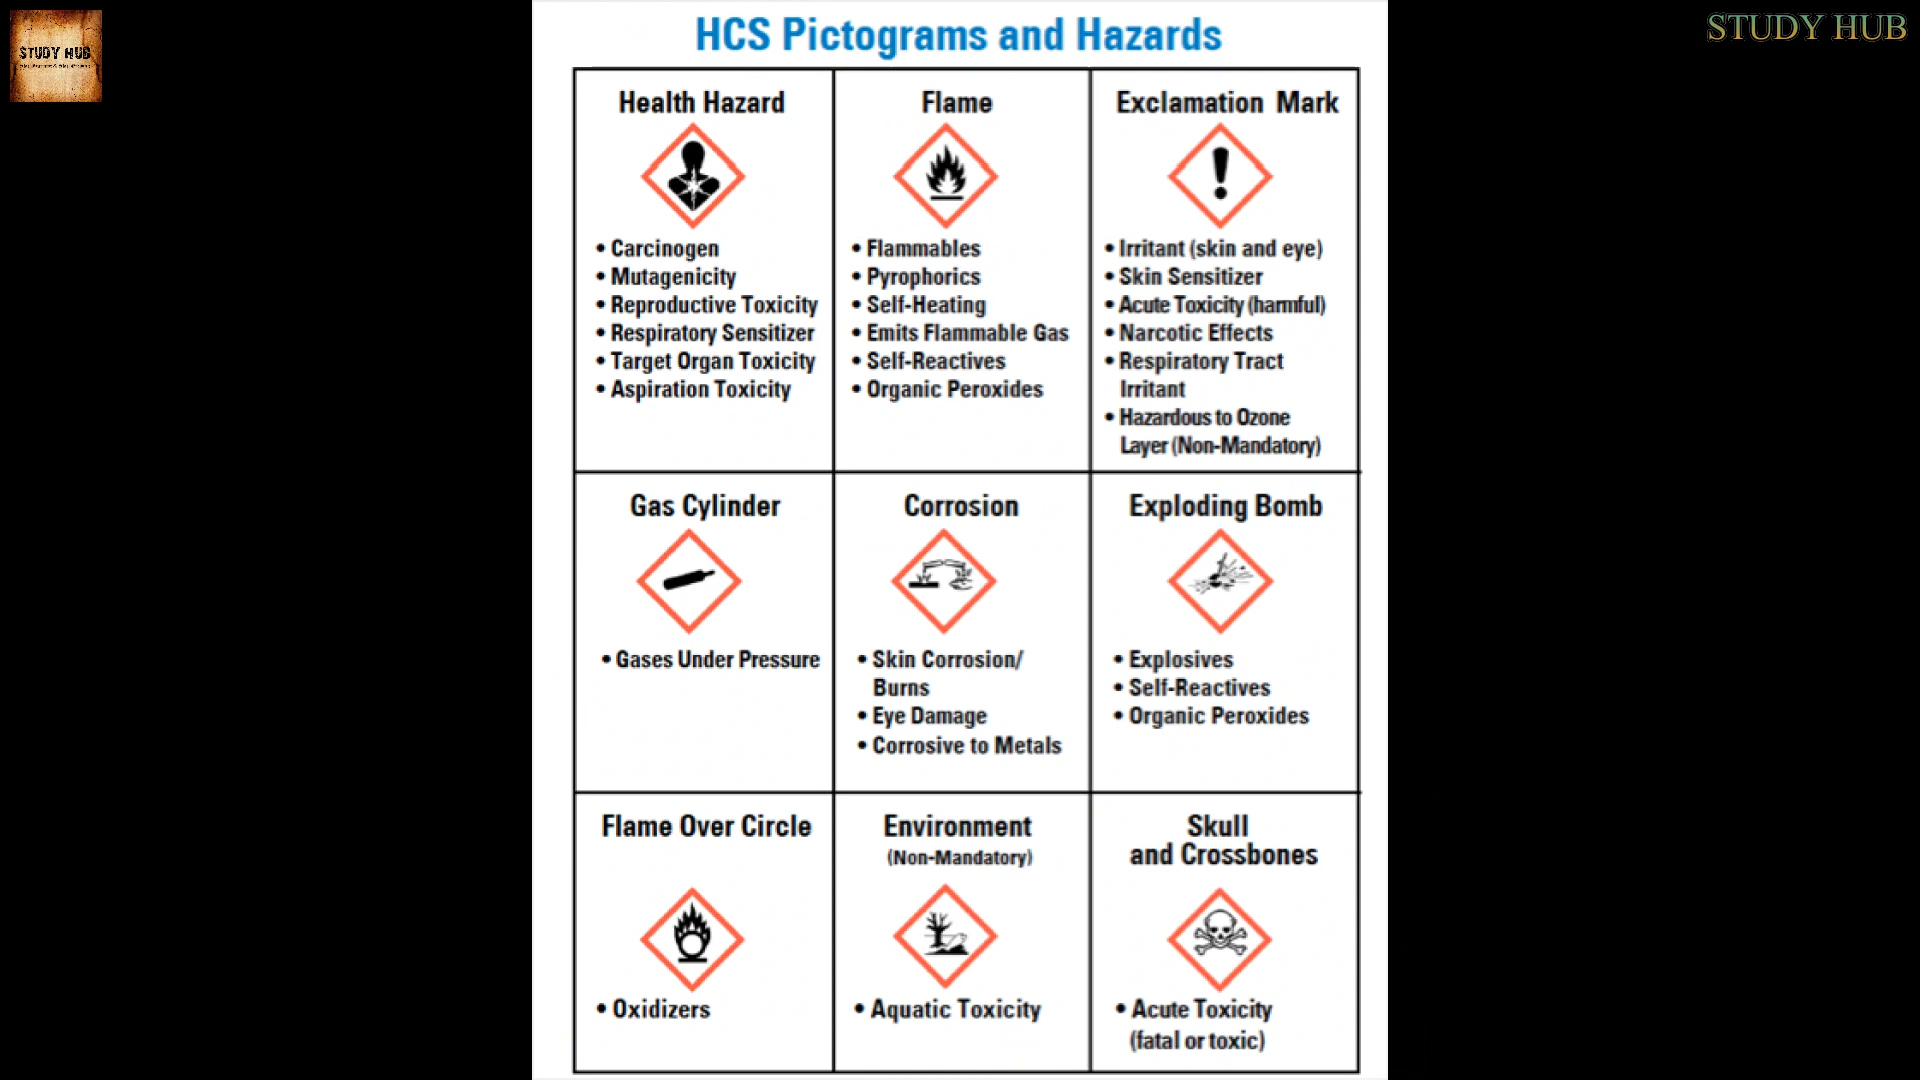 STUDY HUB
STUDY HUB
HCS Pictograms and Hazards
Health Hazard
• Carcinogen
• Mutagenicity
• Reproductive Toxicity
• Respiratory Sensitizer
• Target Organ Toxicity
• Aspiration Toxicity
Flame
• Flammables
• Pyrophorics
• Self-Heating
• Emits Flammable Gas
• Self-Reactives
• Organic Peroxides
Exclamation Mark
• Irritant (skin and eye)
• Skin Sensitizer
• Acute Toxicity (harmful)
• Narcotic Effects
• Respiratory Tract
Irritant
• Hazardous to Ozone
Layer (Non-Mandatory)
Gas Cylinder
• Gases Under Pressure
Corrosion
• Skin Corrosion/
Burns
• Eye Damage
• Corrosive to Metals
Exploding Bomb
• Explosives
• Self-Reactives
• Organic Peroxides
Flame Over Circle
• Oxidizers
Environment
(Non-Mandatory)
• Aquatic Toxicity
Skull
and Crossbones
• Acute Toxicity
(fatal or toxic)